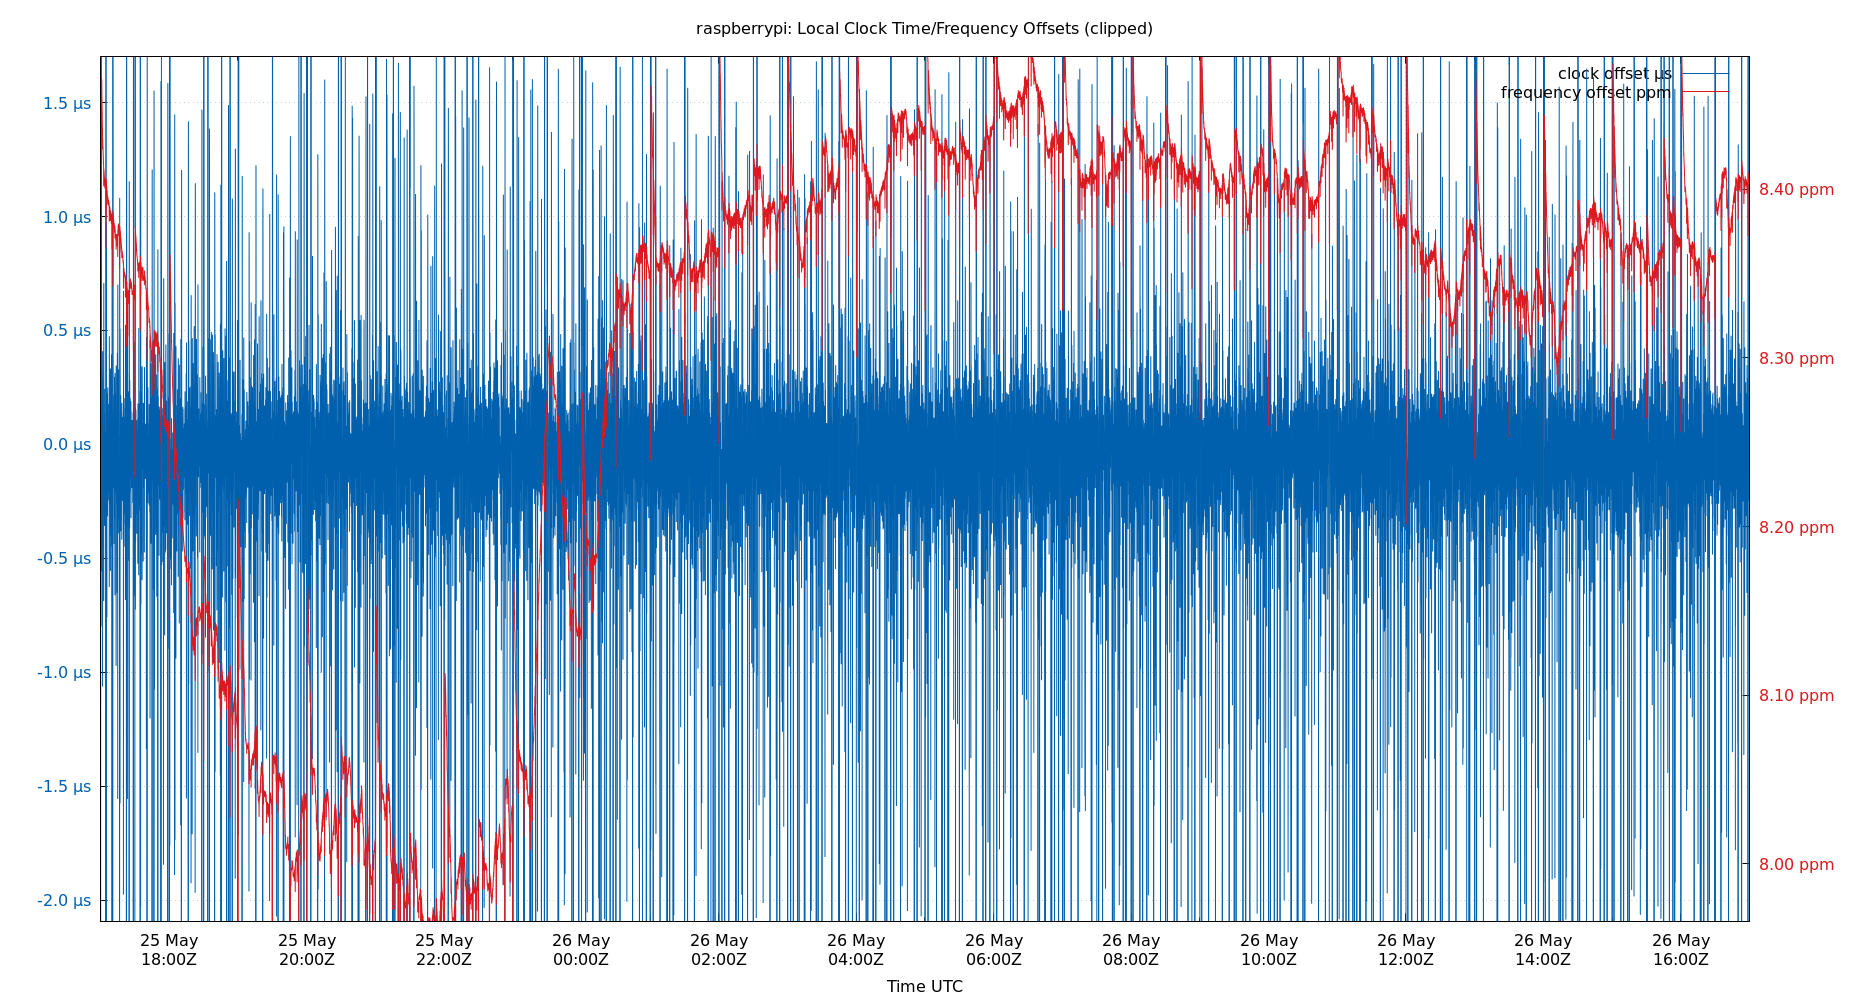 raspberrypi: Local Clock Time/Frequency Offsets (clipped)
clock offset µs
frequency offset ppm
1.5 µs
1.0 µs
0.5 µs
0.0 µs
-0.5 µs
-1.0 µs
-1.5 µs
-2.0 µs
8.40 ppm
8.30 ppm
8.20 ppm
8.10 ppm
8.00 ppm
25 May
18:00Z
25 May
20:00Z
25 May
22:00Z
26 May
00:00Z
26 May
02:00Z
26 May
04:00Z
26 May
06:00Z
26 May
08:00Z
26 May
10:00Z
26 May
12:00Z
26 May
14:00Z
26 May
16:00Z
Time UTC